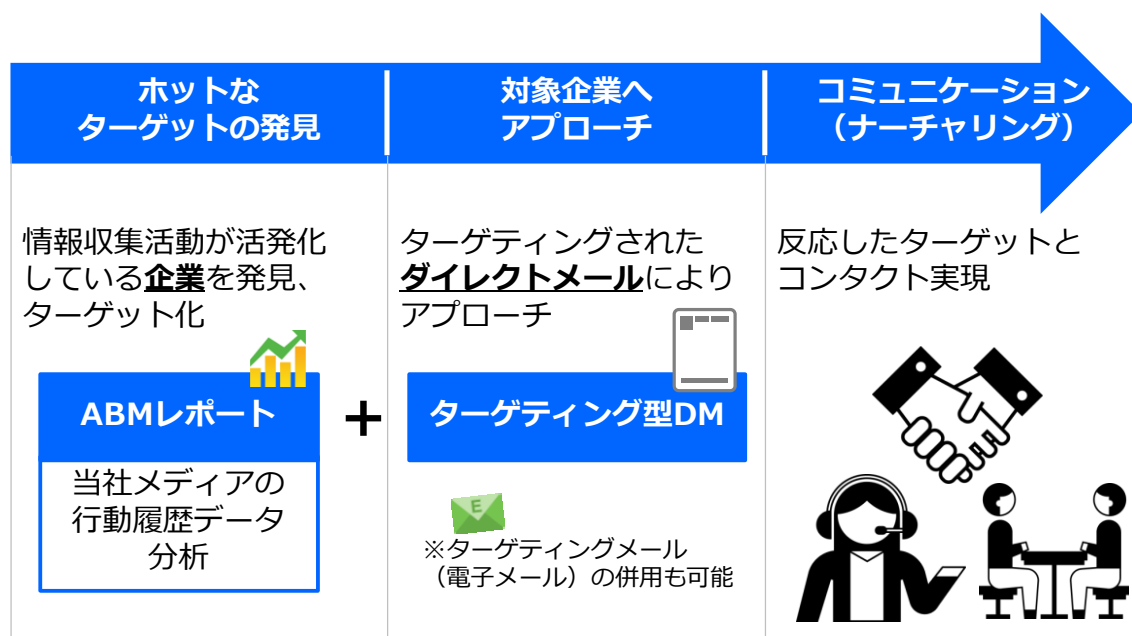 ホットな
ターゲットの発見
対象企業へ
アプローチ
コミュニケーション
（ナーチャリング）
情報収集活動が活発化
している企業を発見、
ターゲット化
ABMレポート
当社メディアの
行動履歴データ
分析
+
ターゲティングされた
ダイレクトメールにより
アプローチ
ターゲティング型DM
E
※ターゲティングメール
（電子メール）の併用も可能
反応したターゲットと
コンタクト実現